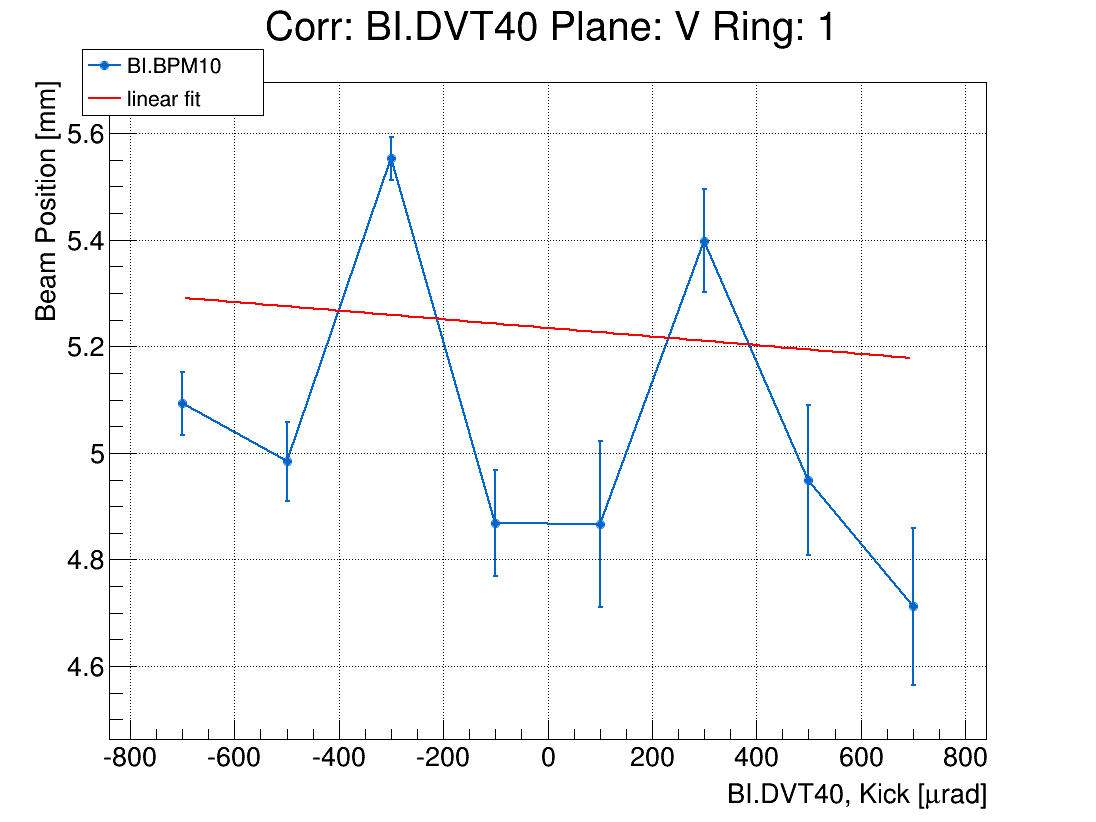 Corr: BI.DVT40 Plane: V Ring: 1
BI.BPM10
linear fit
Beam Position [mm]
5.6
5.4
5.2
5
4.8
4.6
-800 -600 -400 -200 0 200 400 600 800
BI.DVT40, Kick [μrad]